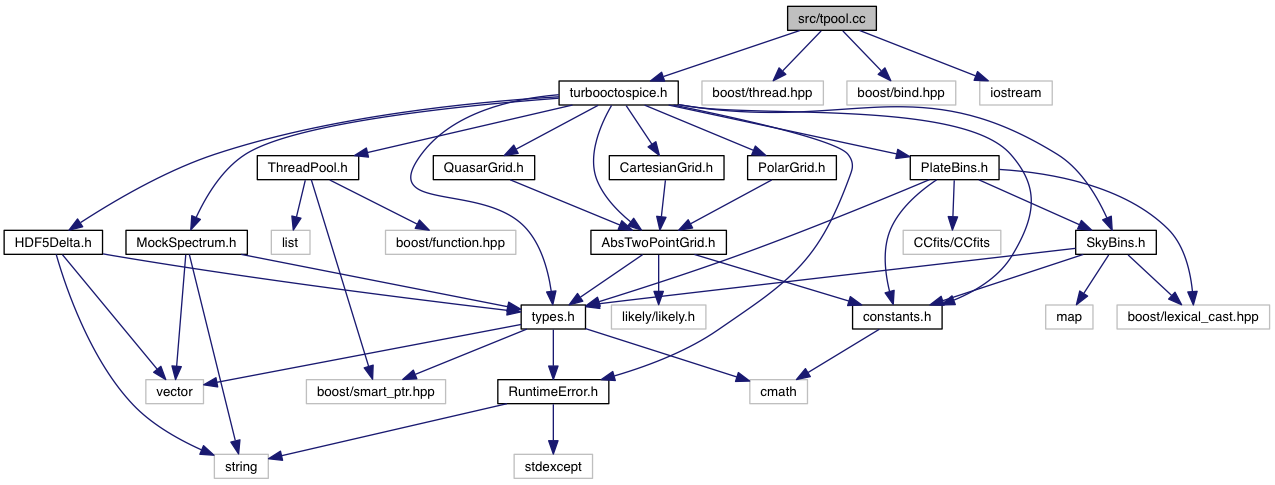 src/tpool.cc
turbooctospice.h
boost/thread.hpp
boost/bind.hpp
iostream
ThreadPool.h
QuasarGrid.h
CartesianGrid.h
PolarGrid.h
PlateBins.h
HDF5Delta.h
MockSpectrum.h
list
boost/function.hpp
AbsTwoPointGrid.h
CCfits/CCfits
SkyBins.h
types.h
likely/likely.h
constants.h
map
boost/lexical_cast.hpp
vector
boost/smart_ptr.hpp
RuntimeError.h
cmath
string
stdexcept